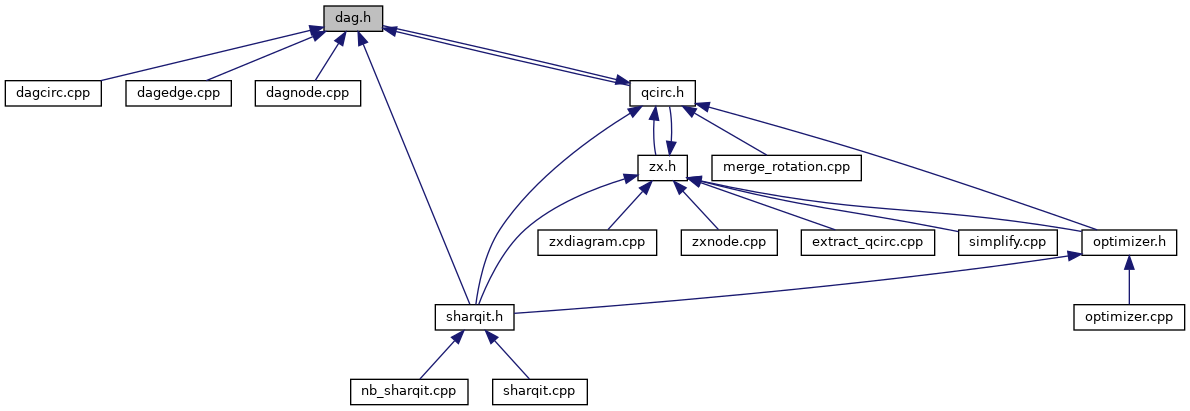 dag.h
dagcirc.cpp
dagedge.cpp
dagnode.cpp
qcirc.h
zx.h
merge_rotation.cpp
zxdiagram.cpp
zxnode.cpp
extract_qcirc.cpp
simplify.cpp
optimizer.h
sharqit.h
optimizer.cpp
nb_sharqit.cpp
sharqit.cpp